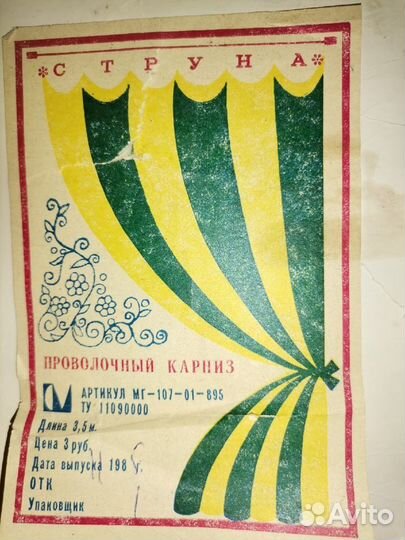 * С Т Р У Н А *
ПРОВОЛОЧНЫЙ КАРНИЗ
АРТИКУЛ МГ-107-01-895
ТУ 11090000
Длина 3,5м.
Цена 3 руб.
Дата выпуска 198
ОТК
Упаковщик
Avito